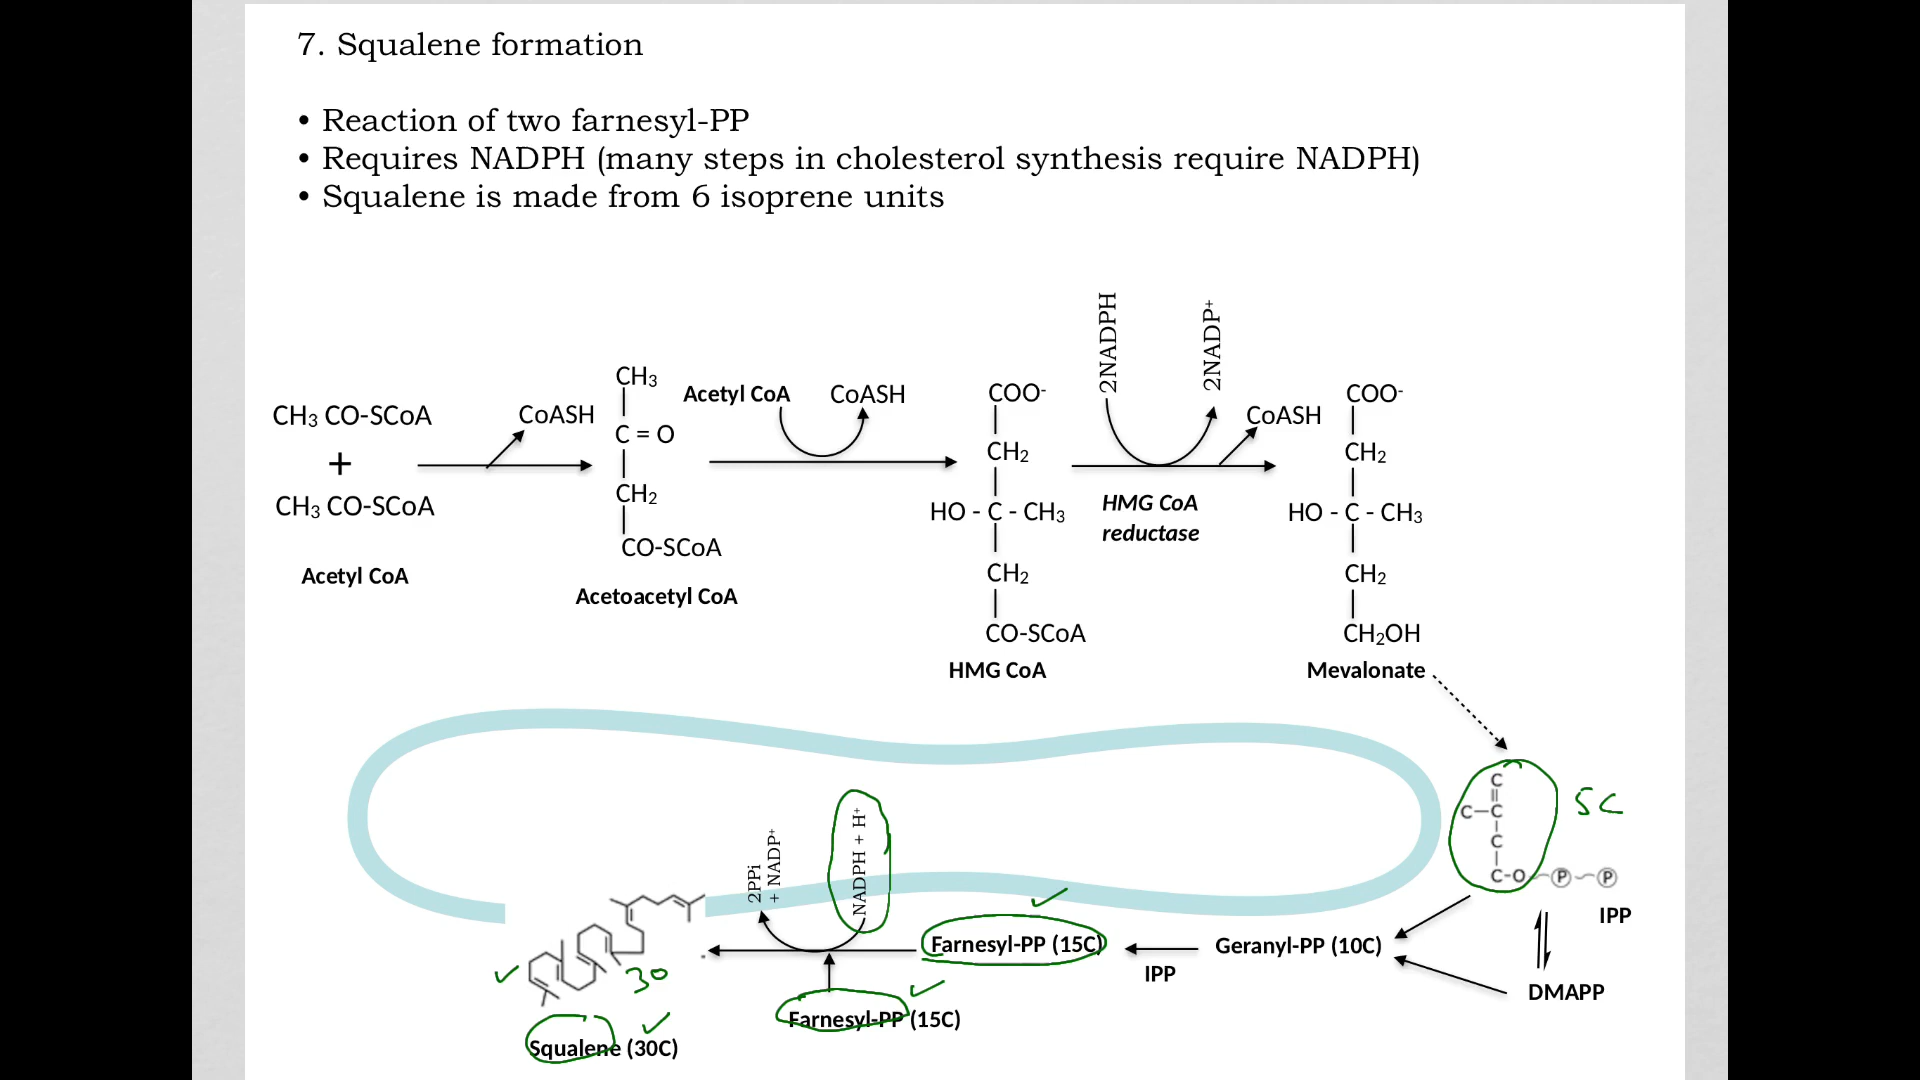 7. Squalene formation
• Reaction of two farnesyl-PP
• Requires NADPH (many steps in cholesterol synthesis require NADPH)
• Squalene is made from 6 isoprene units
CH3 CO-SCoA
+
CH3 CO-SCoA
Acetyl CoA
CoASH
CH3
C = O
CH2
CO-SCoA
Acetoacetyl CoA
Acetyl CoA
CoASH
COO-
CH2
HO - C - CH3
CH2
CO-SCoA
HMG CoA
2NADPH
2NADP+
CoASH
HMG CoA
reductase
COO-
CH2
HO - C - CH3
CH2
CH2OH
Mevalonate
C
C-C
C
C-O
P
P
5C
IPP
DMAPP
Geranyl-PP (10C)
IPP
Farnesyl-PP (15C)
NADPH + H+
2PPi
+ NADP+
Farnesyl-PP (15C)
30
Squalene (30C)